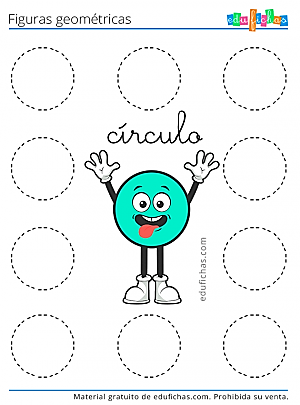 Figuras geométricas
edufichas
círculo
edufichas.com
Material gratuito de edufichas.com. Prohibida su venta.